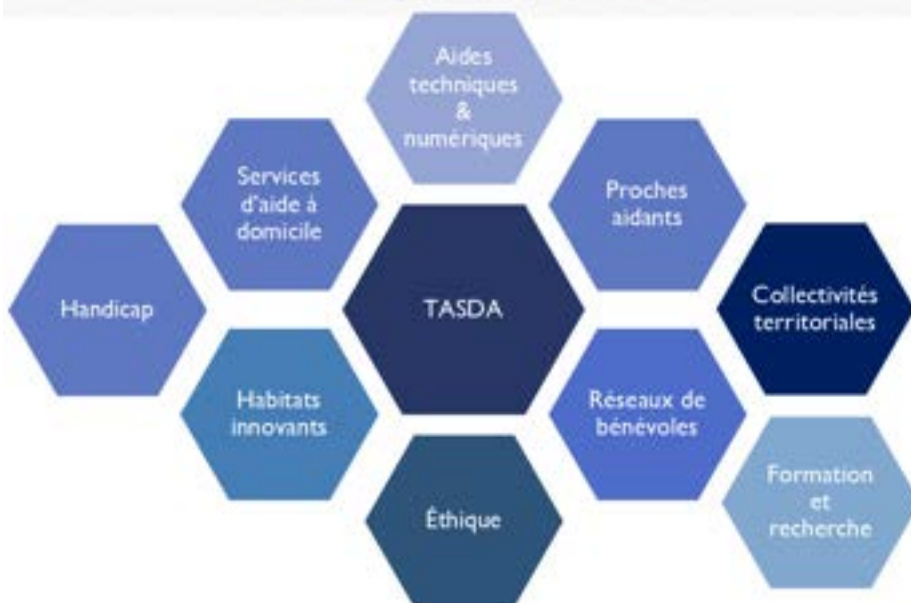 Aides
techniques
&
numériques
Services
d'aide à
domicile
Proches
aidants
Handicap
TASDA
Collectivités
territoriales
Habitats
innovants
Réseaux de
bénévoles
Éthique
Formation
et
recherche